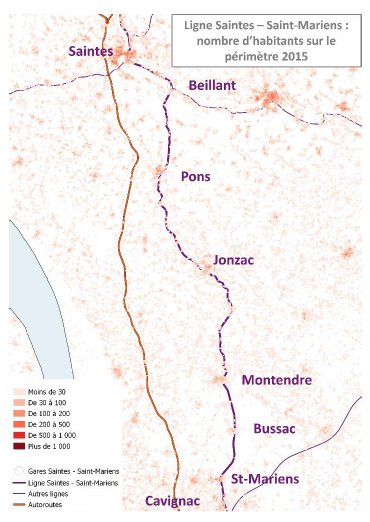 Ligne Saintes – Saint-Mariens :
nombre d'habitants sur le
périmètre 2015
Saintes
Beillant
Pons
Jonzac
Montendre
Bussac
St-Mariens
Cavignac
Moins de 30
De 30 à 100
De 100 à 200
De 200 à 500
De 500 à 1 000
Plus de 1 000
Gares Saintes - Saint-Mariens
Ligne Saintes - Saint-Mariens
Autres lignes
Autoroutes